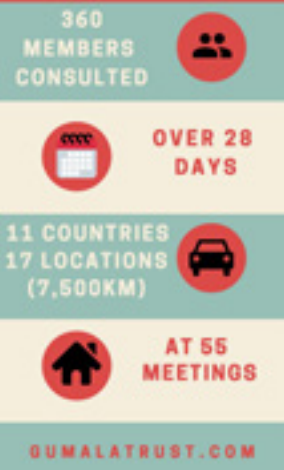 360
MEMBERS
CONSULTED
OVER 28
DAYS
11 COUNTRIES
17 LOCATIONS
(7,500KM)
AT 55
MEETINGS
GUMALATRUST.COM